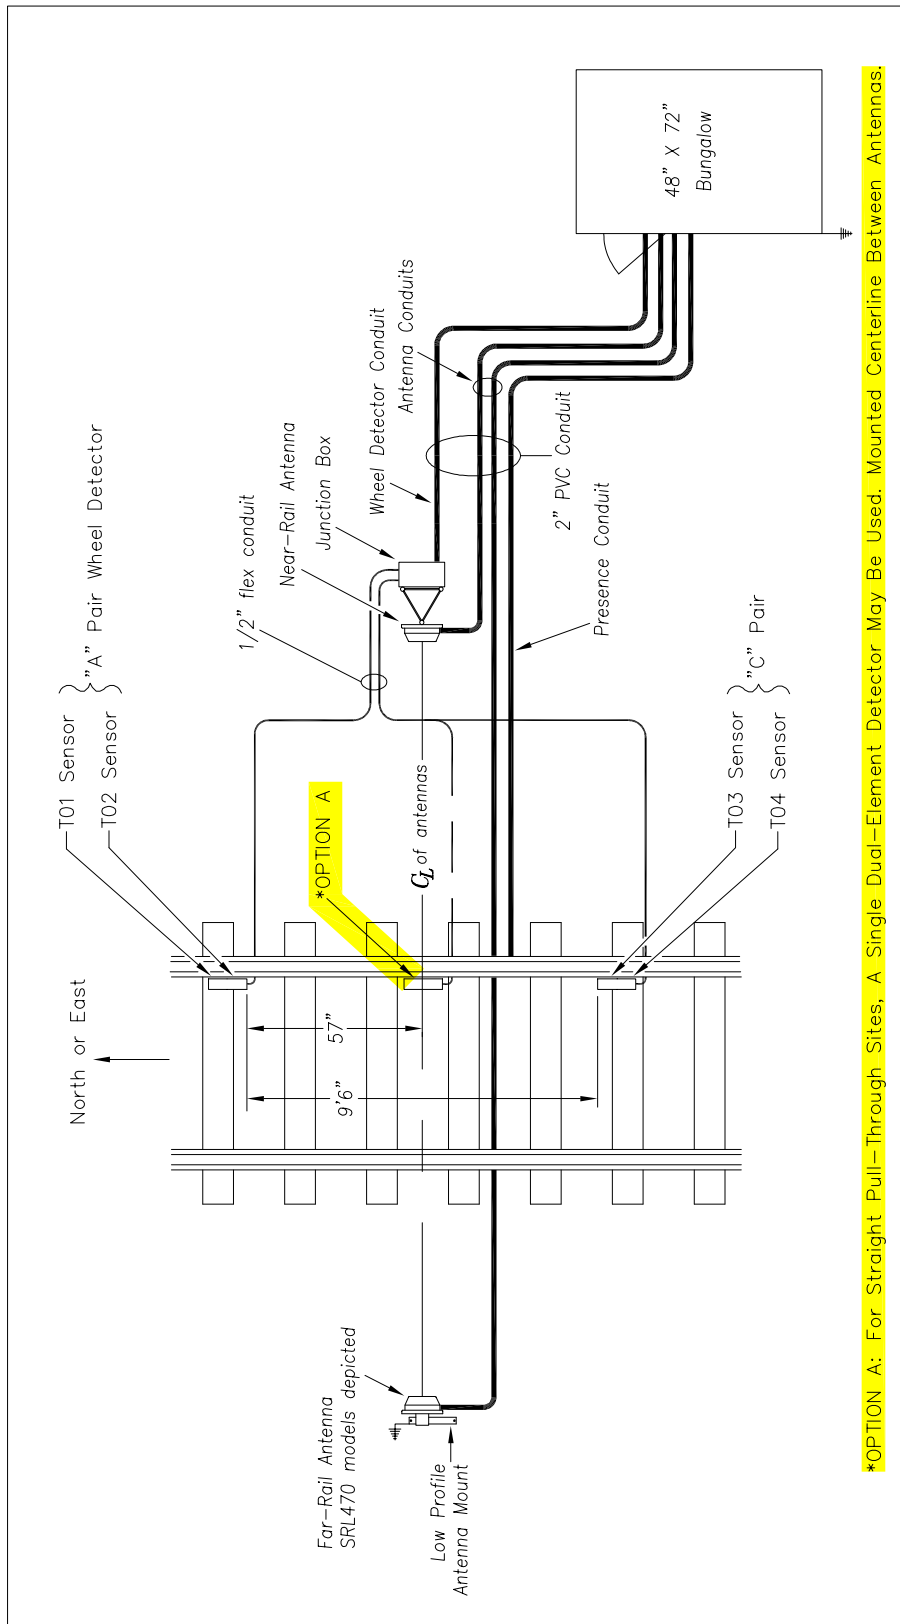 North or East
T01 Sensor
T02 Sensor
"A" Pair Wheel Detector
1/2" flex conduit
Near-Rail Antenna
Junction Box
Wheel Detector Conduit
Antenna Conduits
48" X 72"
Bungalow
*OPTION A
57"
9'6"
CL of antennas
2" PVC Conduit
Presence Conduit
Far-Rail Antenna
SRL470 models depicted
Low Profile
Antenna Mount
T03 Sensor
T04 Sensor
"C" Pair
*OPTION A: For Straight Pull-Through Sites, A Single Dual-Element Detector May Be Used. Mounted Centerline Between Antennas.